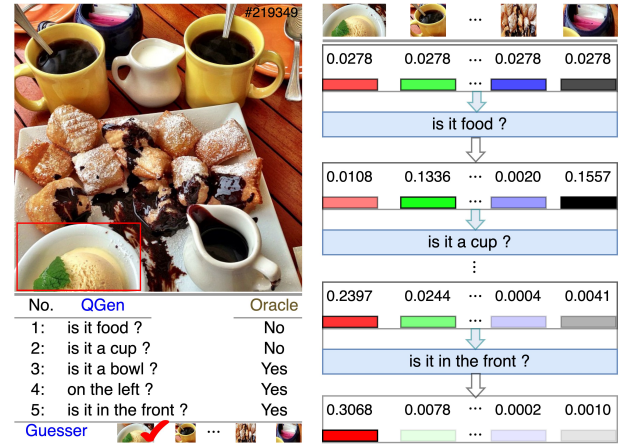 #219349
No. QGen Oracle
1: is it food ? No
2: is it a cup ? No
3: is it a bowl ? Yes
4: on the left ? Yes
5: is it in the front ? Yes
Guesser ...
...
0.0278 0.0278 ... 0.0278 0.0278
...
is it food ?
0.0108 0.1336 ... 0.0020 0.1557
...
is it a cup ?
...
0.2397 0.0244 ... 0.0004 0.0041
...
is it in the front ?
0.3068 0.0078 ... 0.0002 0.0010
...